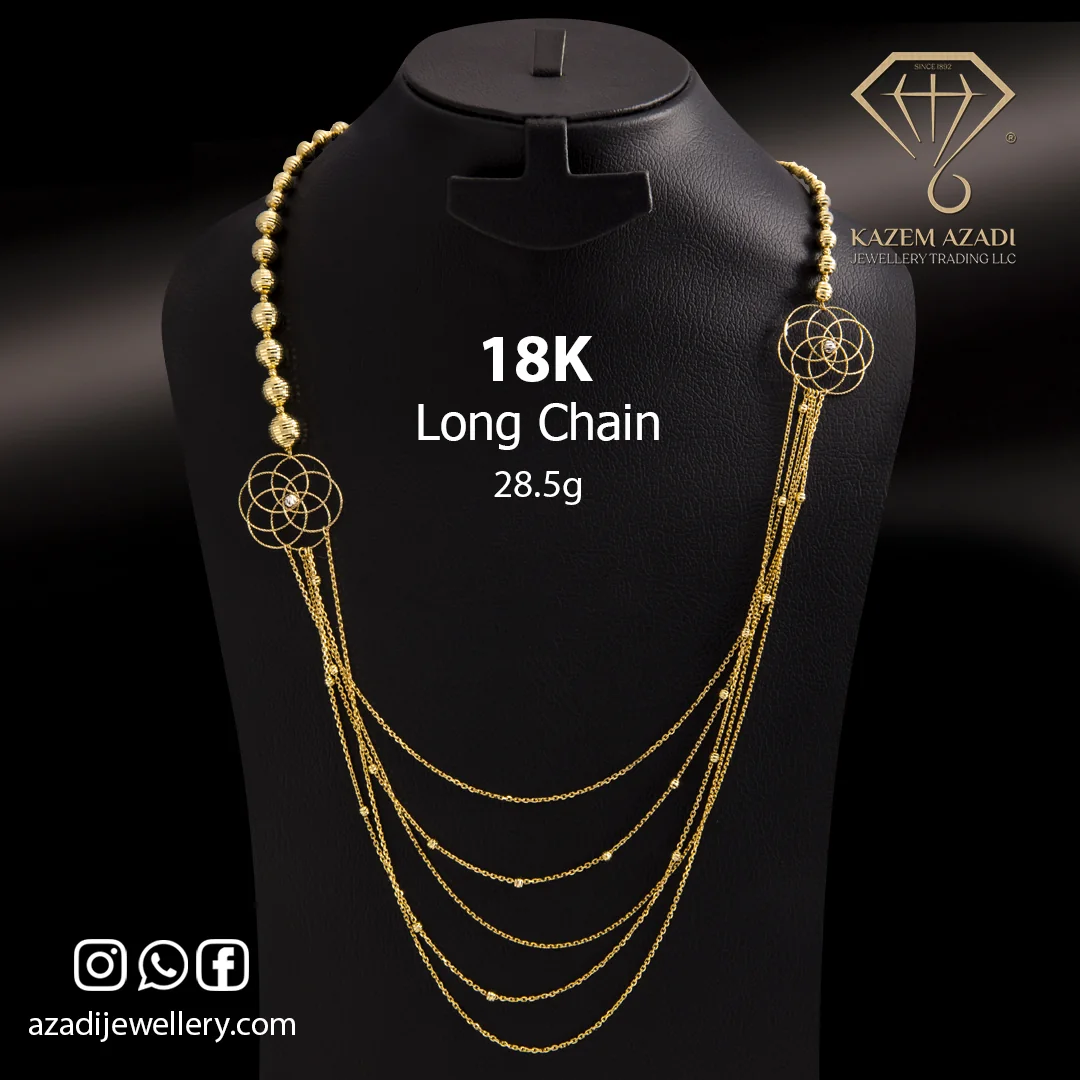 SINCE 1892
®
KAZEM AZADI
JEWELLERY TRADING LLC
18K
Long Chain
28.5g
azadijewellery.com